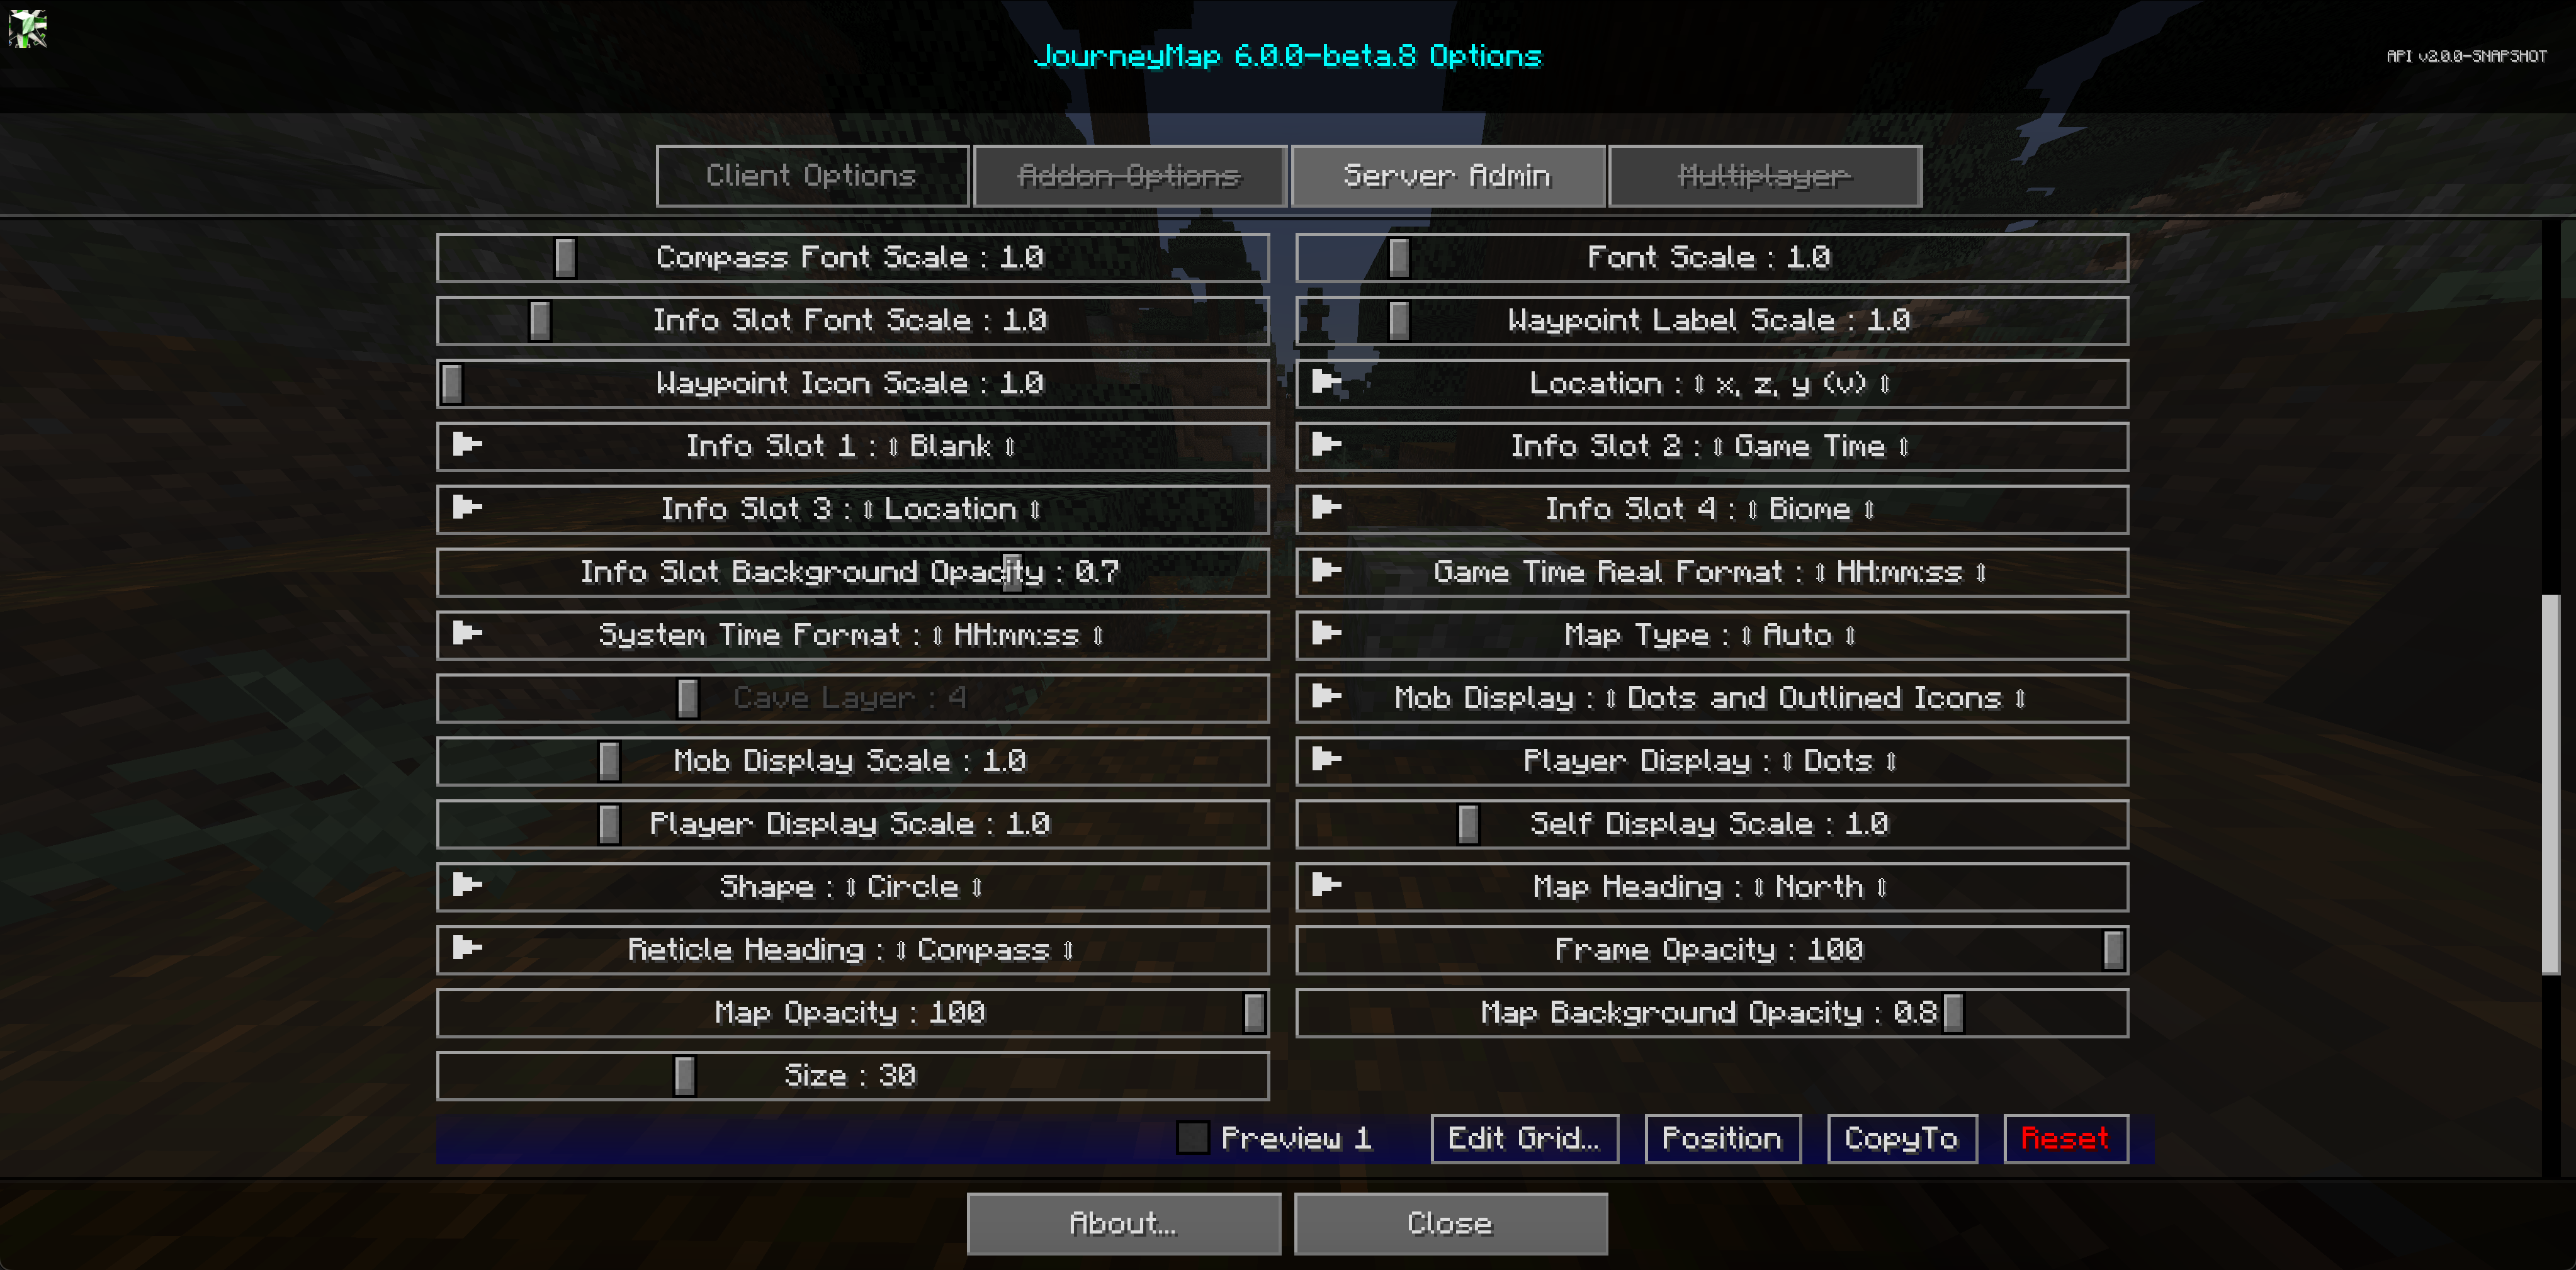 JourneyMap 6.0.0-beta.8 Options
API v2.0.0-SNAPSHOT
Client Options
Addon Options
Server Admin
Multiplayer
Compass Font Scale : 1.0
Font Scale : 1.0
Info Slot Font Scale : 1.0
Waypoint Label Scale : 1.0
Waypoint Icon Scale : 1.0
Location : ⇕ x, z, y (v) ⇕
Info Slot 1 : ⇕ Blank ⇕
Info Slot 2 : ⇕ Game Time ⇕
Info Slot 3 : ⇕ Location ⇕
Info Slot 4 : ⇕ Biome ⇕
Info Slot Background Opacity : 0.7
Game Time Real Format : ⇕ HH:mm:ss ⇕
System Time Format : ⇕ HH:mm:ss ⇕
Map Type : ⇕ Auto ⇕
Cave Layer : 4
Mob Display : ⇕ Dots and Outlined Icons ⇕
Mob Display Scale : 1.0
Player Display : ⇕ Dots ⇕
Player Display Scale : 1.0
Self Display Scale : 1.0
Shape : ⇕ Circle ⇕
Map Heading : ⇕ North ⇕
Reticle Heading : ⇕ Compass ⇕
Frame Opacity : 100
Map Opacity : 100
Map Background Opacity : 0.8
Size : 30
Preview 1
Edit Grid...
Position
CopyTo
Reset
About...
Close